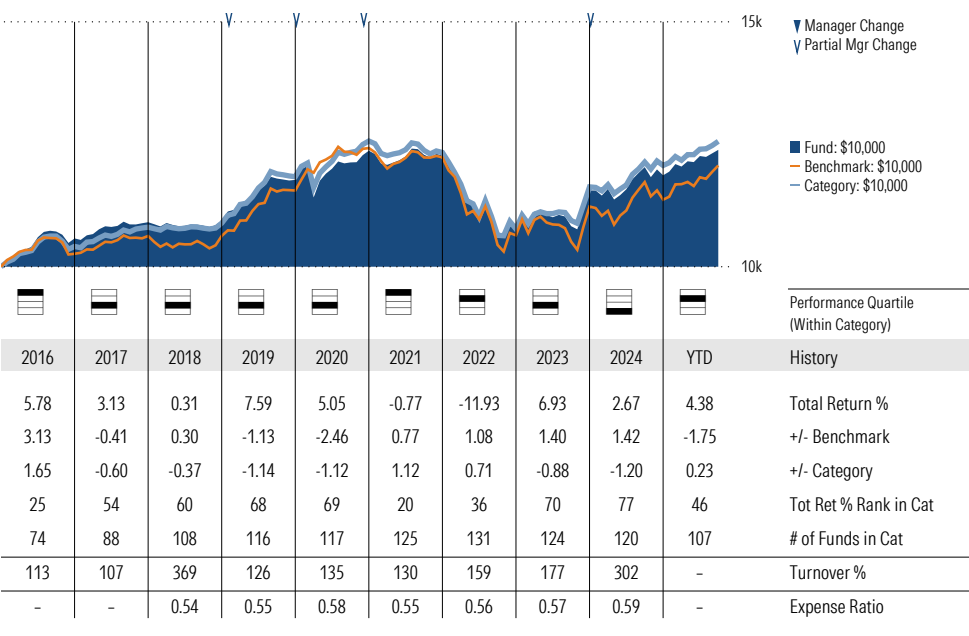 15k
Manager Change
Partial Mgr Change
Fund: $10,000
Benchmark: $10,000
Category: $10,000
10k
Performance Quartile
(Within Category)
2016 2017 2018 2019 2020 2021 2022 2023 2024 YTD History
5.78 3.13 0.31 7.59 5.05 -0.77 -11.93 6.93 2.67 4.38 Total Return %
3.13 -0.41 0.30 -1.13 -2.46 0.77 1.08 1.40 1.42 -1.75 +/- Benchmark
1.65 -0.60 -0.37 -1.14 -1.12 1.12 0.71 -0.88 -1.20 0.23 +/- Category
25 54 60 68 69 20 36 70 77 46 Tot Ret % Rank in Cat
74 88 108 116 117 125 131 124 120 107 # of Funds in Cat
113 107 369 126 135 130 159 177 302 – Turnover %
– – 0.54 0.55 0.58 0.55 0.56 0.57 0.59 – Expense Ratio